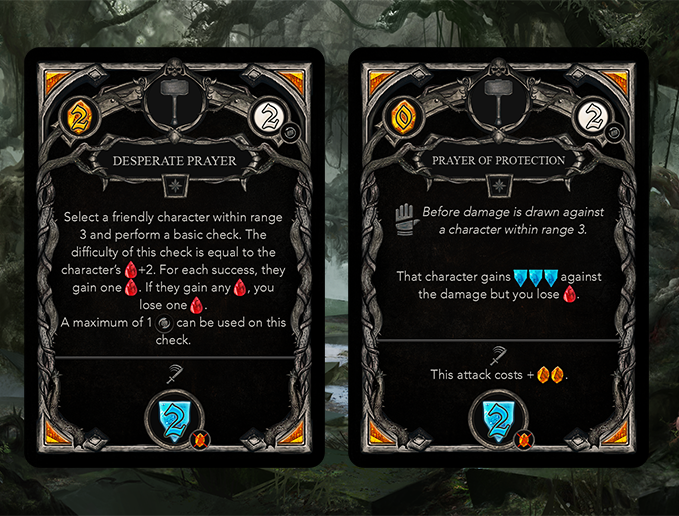 2
2
DESPERATE PRAYER
Select a friendly character within range
3 and perform a basic check. The
difficulty of this check is equal to the
character's +2. For each success, they
gain one . If they gain any , you
lose one .
A maximum of 1 can be used on this
check.
2
0
2
PRAYER OF PROTECTION
Before damage is drawn against
a character within range 3.
That character gains against
the damage but you lose .
This attack costs + .
2